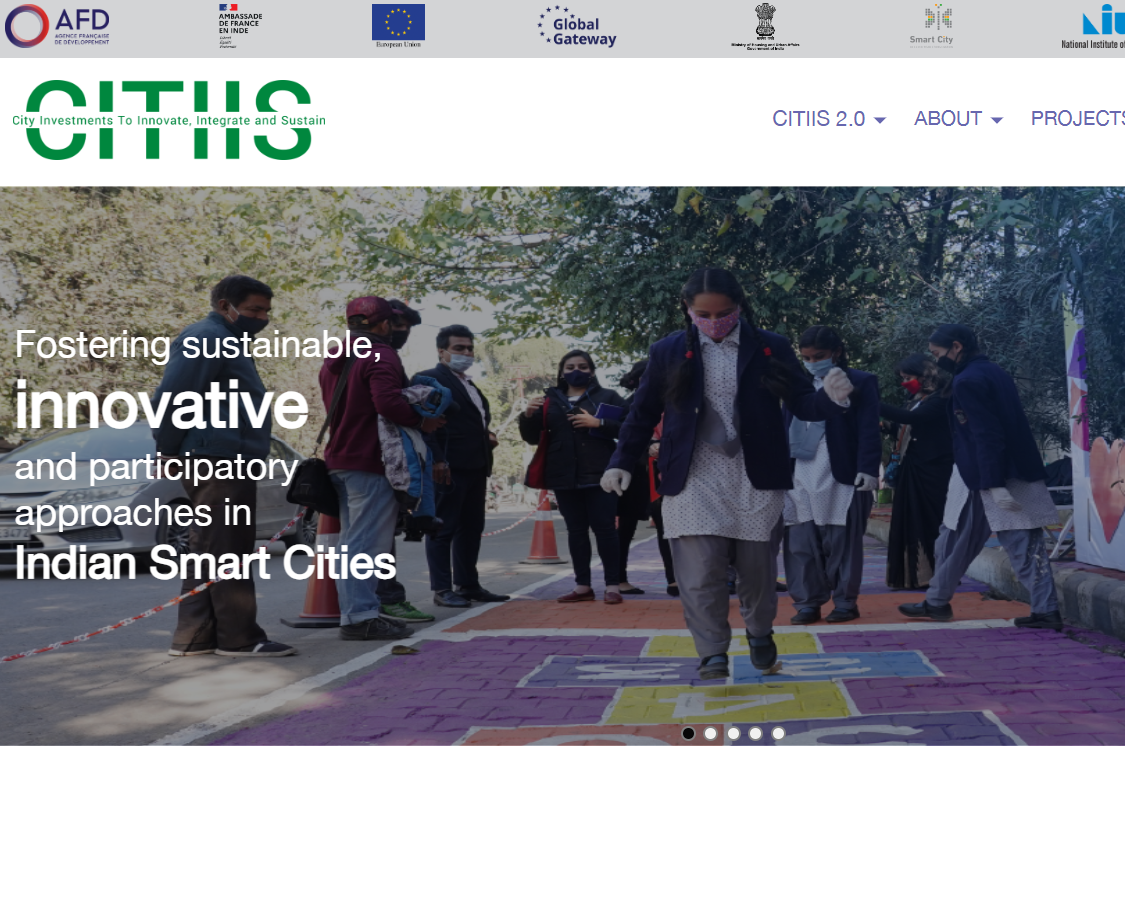 AFD
AGENCE FRANÇAISE
DE DÉVELOPPEMENT
AMBASSADE
DE FRANCE
EN INDE
Liberté
Égalité
Fraternité
European Union
Global
Gateway
Ministry of Housing and Urban Affairs
Government of India
Smart City
National Institute of
CITIIS
City Investments To Innovate, Integrate and Sustain
CITIIS 2.0
ABOUT
PROJECTS
Fostering sustainable,
innovative
and participatory
approaches in
Indian Smart Cities
4